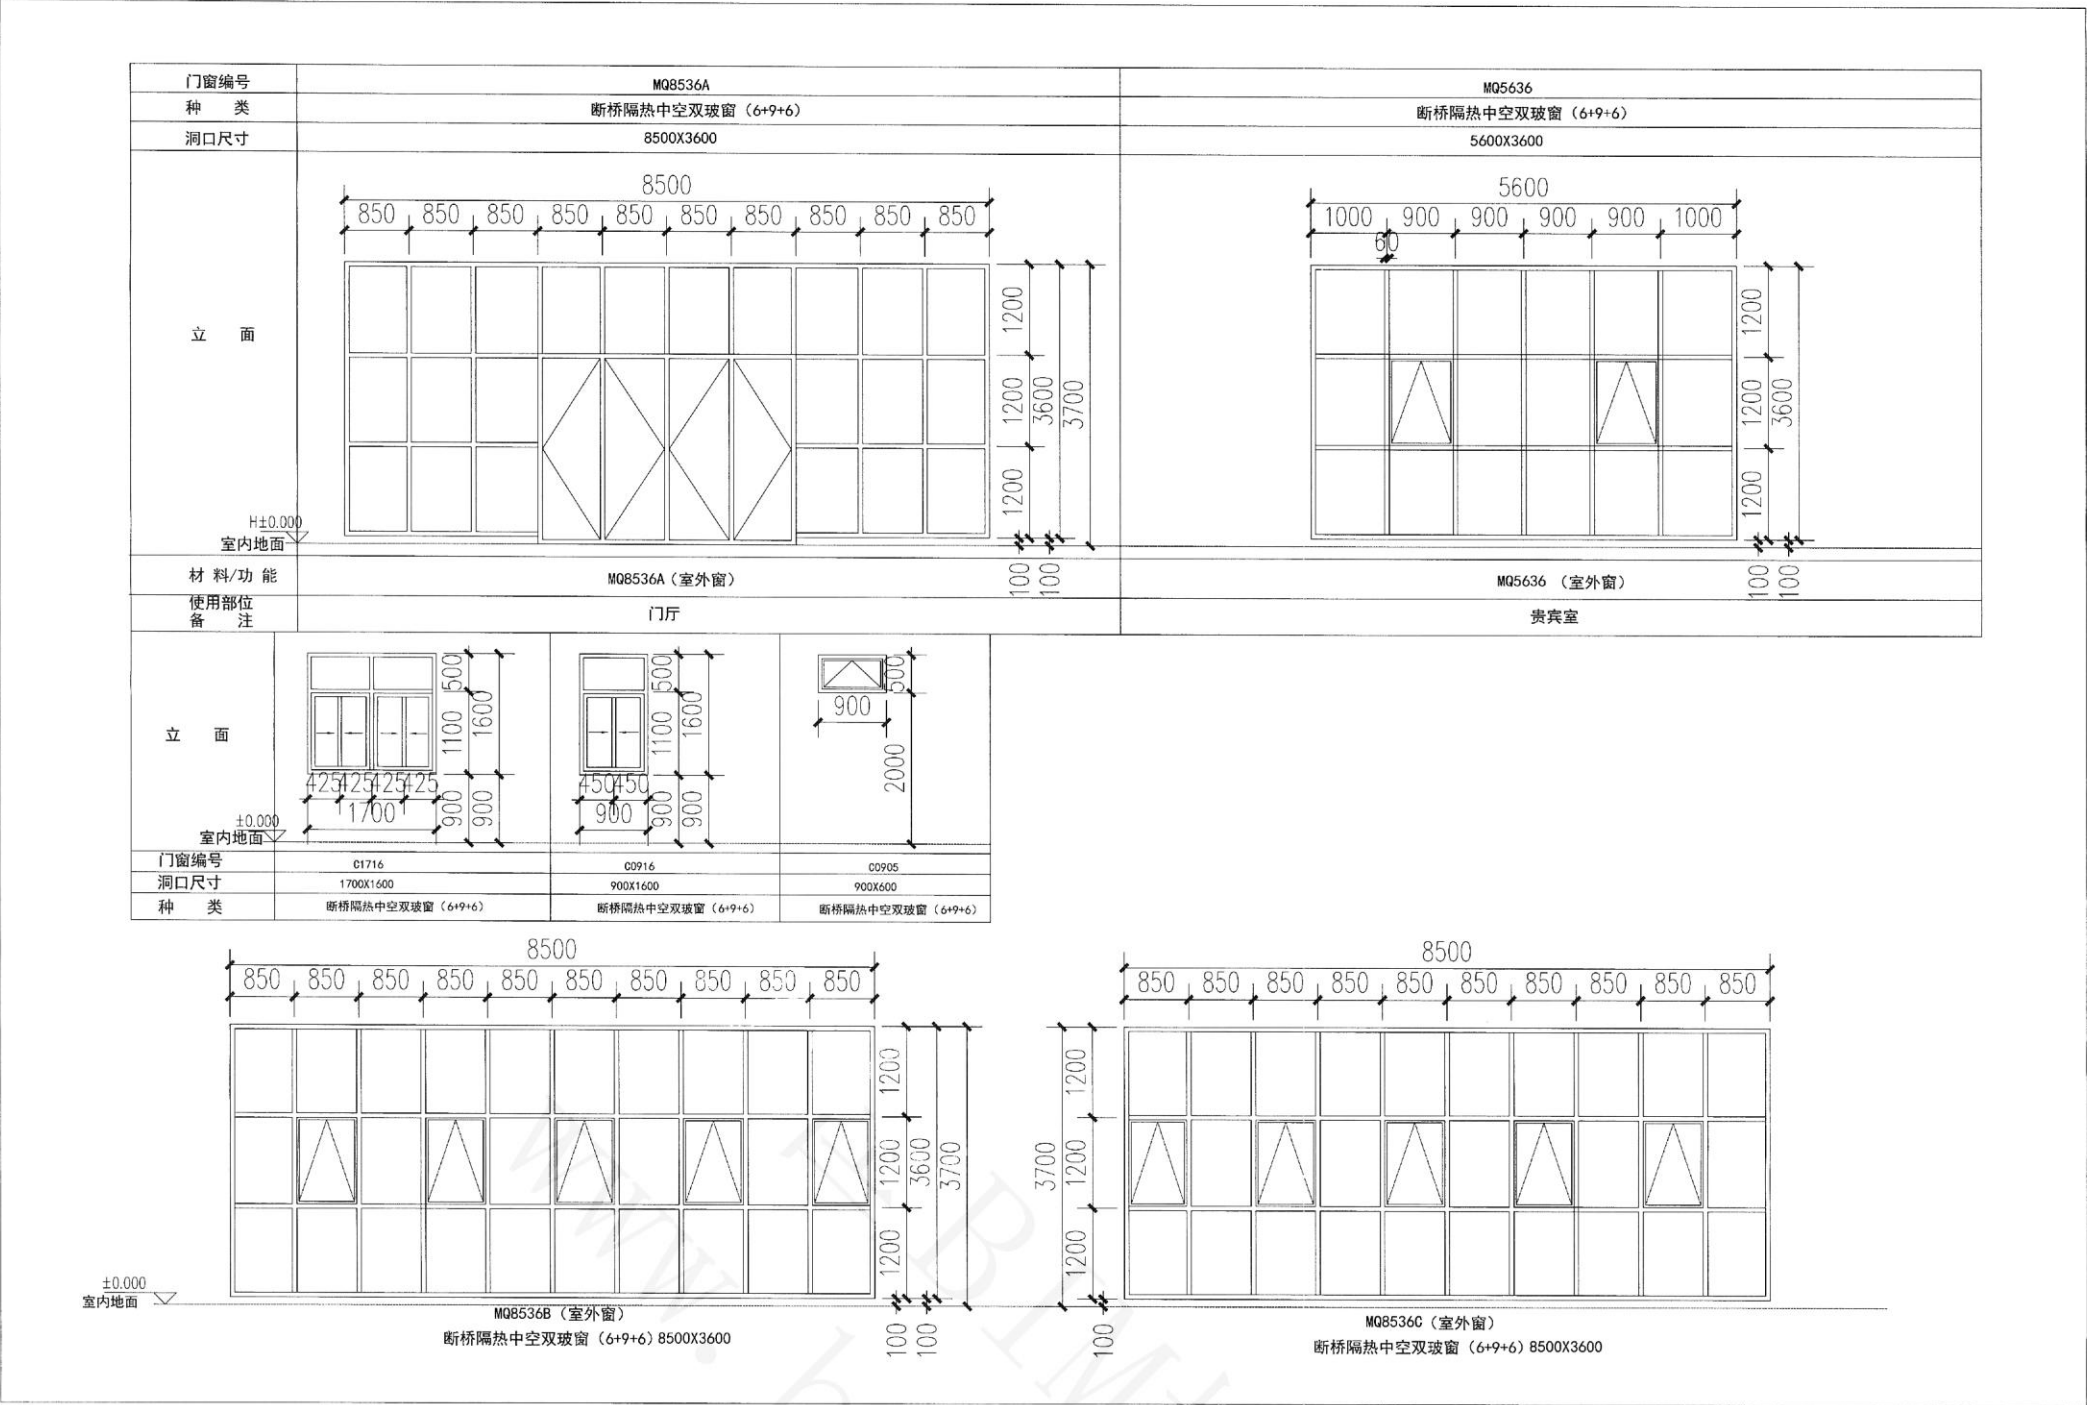 门窗编号 MQ8536A MQ5636
种 类 断桥隔热中空双玻窗（6+9+6） 断桥隔热中空双玻窗（6+9+6）
洞口尺寸 8500X3600 5600X3600
立 面
8500
850 850 850 850 850 850 850 850 850 850
1200
1200
1200
3600
3700
100
100
5600
1000 900 900 900 900 1000
60
1200
1200
1200
3600
100
100
H±0.000
室内地面
材 料/功 能 MQ8536A（室外窗） MQ5636 （室外窗）
使用部位
备 注
门厅 贵宾室
立 面
500
1100
1600
900
900
425 425 425 425
1700
500
1100
1600
900
900
450 450
900
500
900
2000
±0.000
室内地面
门窗编号 C1716 C0916 C0905
洞口尺寸 1700X1600 900X1600 900X600
种 类 断桥隔热中空双玻窗（6+9+6） 断桥隔热中空双玻窗（6+9+6） 断桥隔热中空双玻窗（6+9+6）
8500
850 850 850 850 850 850 850 850 850 850
1200
1200
1200
3600
3700
100
100
±0.000
室内地面
MQ8536B（室外窗）
断桥隔热中空双玻窗（6+9+6）8500X3600
8500
850 850 850 850 850 850 850 850 850 850
3700
1200
1200
1200
100
MQ8536C（室外窗）
断桥隔热中空双玻窗（6+9+6）8500X3600